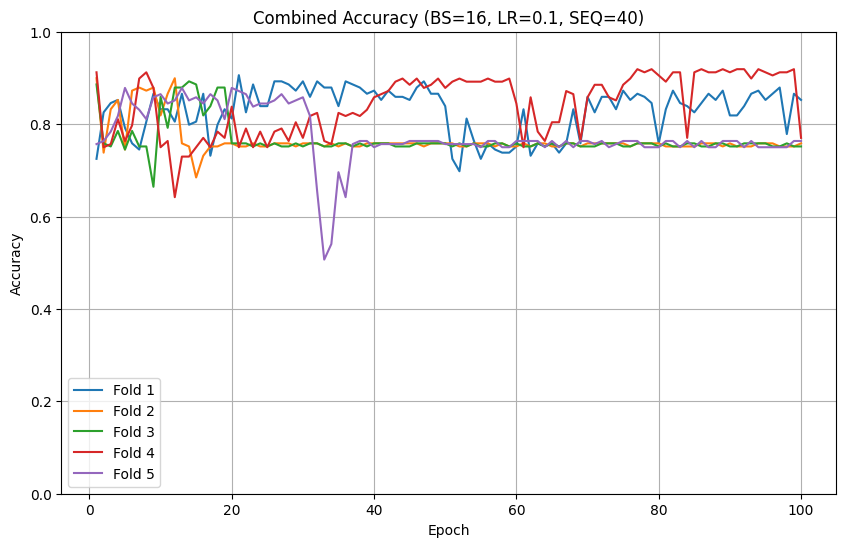 Combined Accuracy (BS=16, LR=0.1, SEQ=40)
1.0
0.8
0.6
0.4
0.2
0.0
Accuracy
Fold 1
Fold 2
Fold 3
Fold 4
Fold 5
0 20 40 60 80 100
Epoch